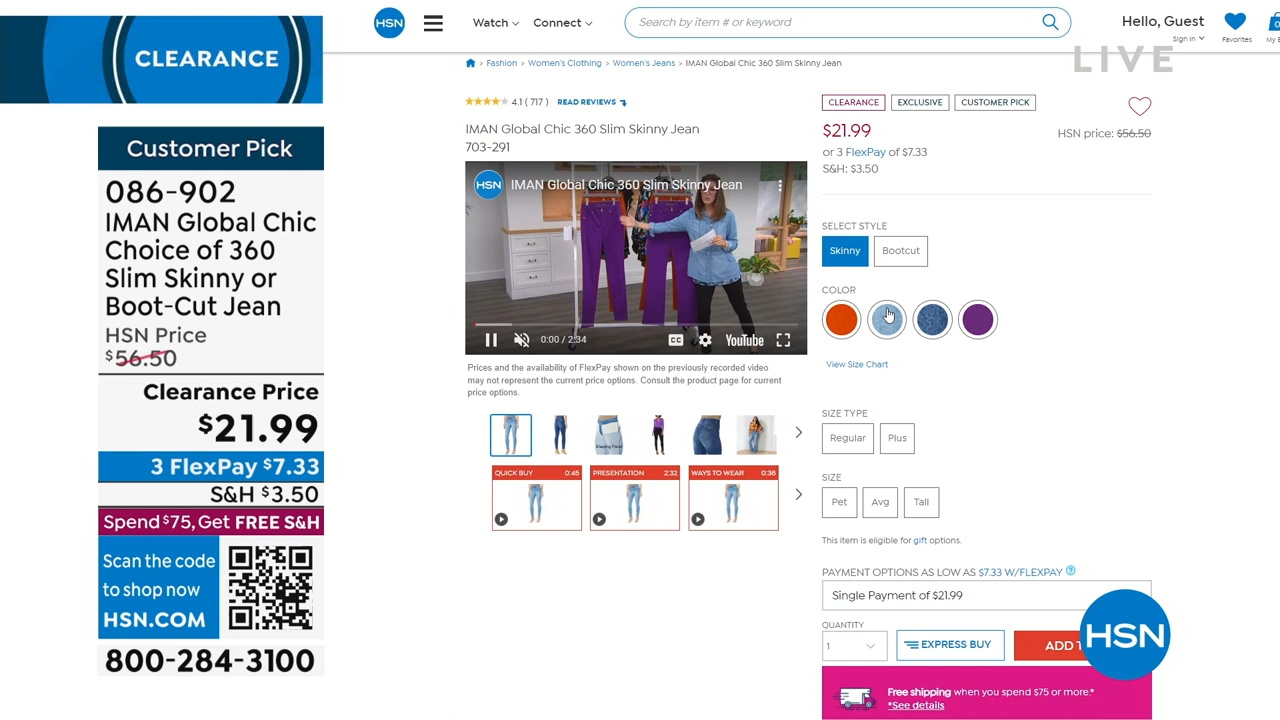 CLEARANCE
Customer Pick
086-902
IMAN Global Chic
Choice of 360
Slim Skinny or
Boot-Cut Jean
HSN Price
$56.50
Clearance Price
$21.99
3 FlexPay $7.33
S&H $3.50
Spend $75, Get FREE S&H
Scan the code
to shop now
HSN.COM
800-284-3100
HSN
Watch
Connect
Search by item # or keyword
Hello, Guest
Sign In
Favorites
LIVE
> Fashion > Women's Clothing > Women's Jeans > IMAN Global Chic 360 Slim Skinny Jean
4.1 ( 717 ) READ REVIEWS
IMAN Global Chic 360 Slim Skinny Jean
703-291
HSN IMAN Global Chic 360 Slim Skinny Jean
0:00 / 2:34
CC
YouTube
Prices and the availability of FlexPay shown on the previously recorded video
may not represent the current price options. Consult the product page for current
price options.
QUICK BUY 0:45
PRESENTATION 2:32
WAYS TO WEAR 0:38
CLEARANCE
EXCLUSIVE
CUSTOMER PICK
$21.99
HSN price: $56.50
or 3 FlexPay of $7.33
S&H: $3.50
SELECT STYLE
Skinny
Bootcut
COLOR
View Size Chart
SIZE TYPE
Regular
Plus
SIZE
Pet
Avg
Tall
This item is eligible for gift options.
PAYMENT OPTIONS AS LOW AS $7.33 W/FLEXPAY ?
Single Payment of $21.99
QUANTITY
1
EXPRESS BUY
ADD
HSN
Free shipping when you spend $75 or more.*
*See details